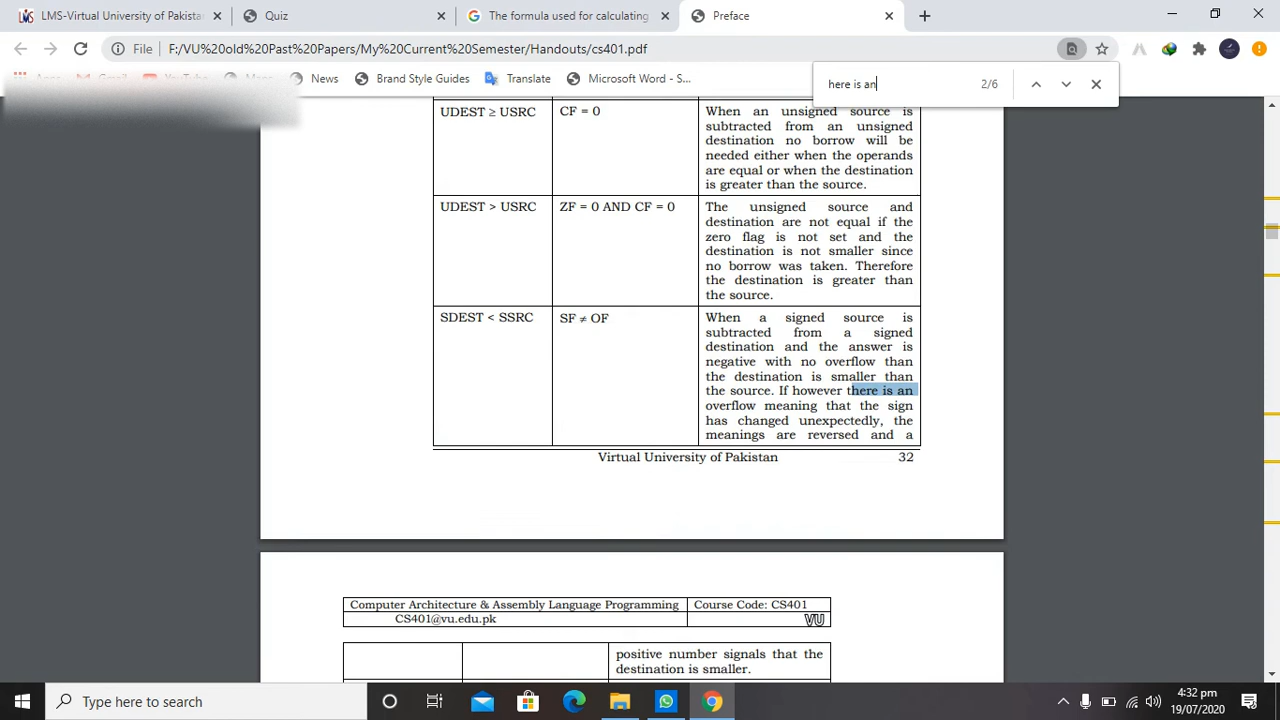 LMS-Virtual University of Pakistan
Quiz
The formula used for calculating
Preface
File
F:/VU%20old%20Past%20Papers/My%20Current%20Semester/Handouts/cs401.pdf
News
Brand Style Guides
Translate
Microsoft Word - S...
here is an
2/6
UDEST ≥ USRC
CF = 0
When an unsigned source is
subtracted from an unsigned
destination no borrow will be
needed either when the operands
are equal or when the destination
is greater than the source.
UDEST > USRC
ZF = 0 AND CF = 0
The unsigned source and
destination are not equal if the
zero flag is not set and the
destination is not smaller since
no borrow was taken. Therefore
the destination is greater than
the source.
SDEST < SSRC
SF ≠ OF
When a signed source is
subtracted from a signed
destination and the answer is
negative with no overflow than
the destination is smaller than
the source. If however there is an
overflow meaning that the sign
has changed unexpectedly, the
meanings are reversed and a
Virtual University of Pakistan
32
Computer Architecture & Assembly Language Programming
Course Code: CS401
CS401@vu.edu.pk
VU
positive number signals that the
destination is smaller.
Type here to search
4:32 pm
19/07/2020